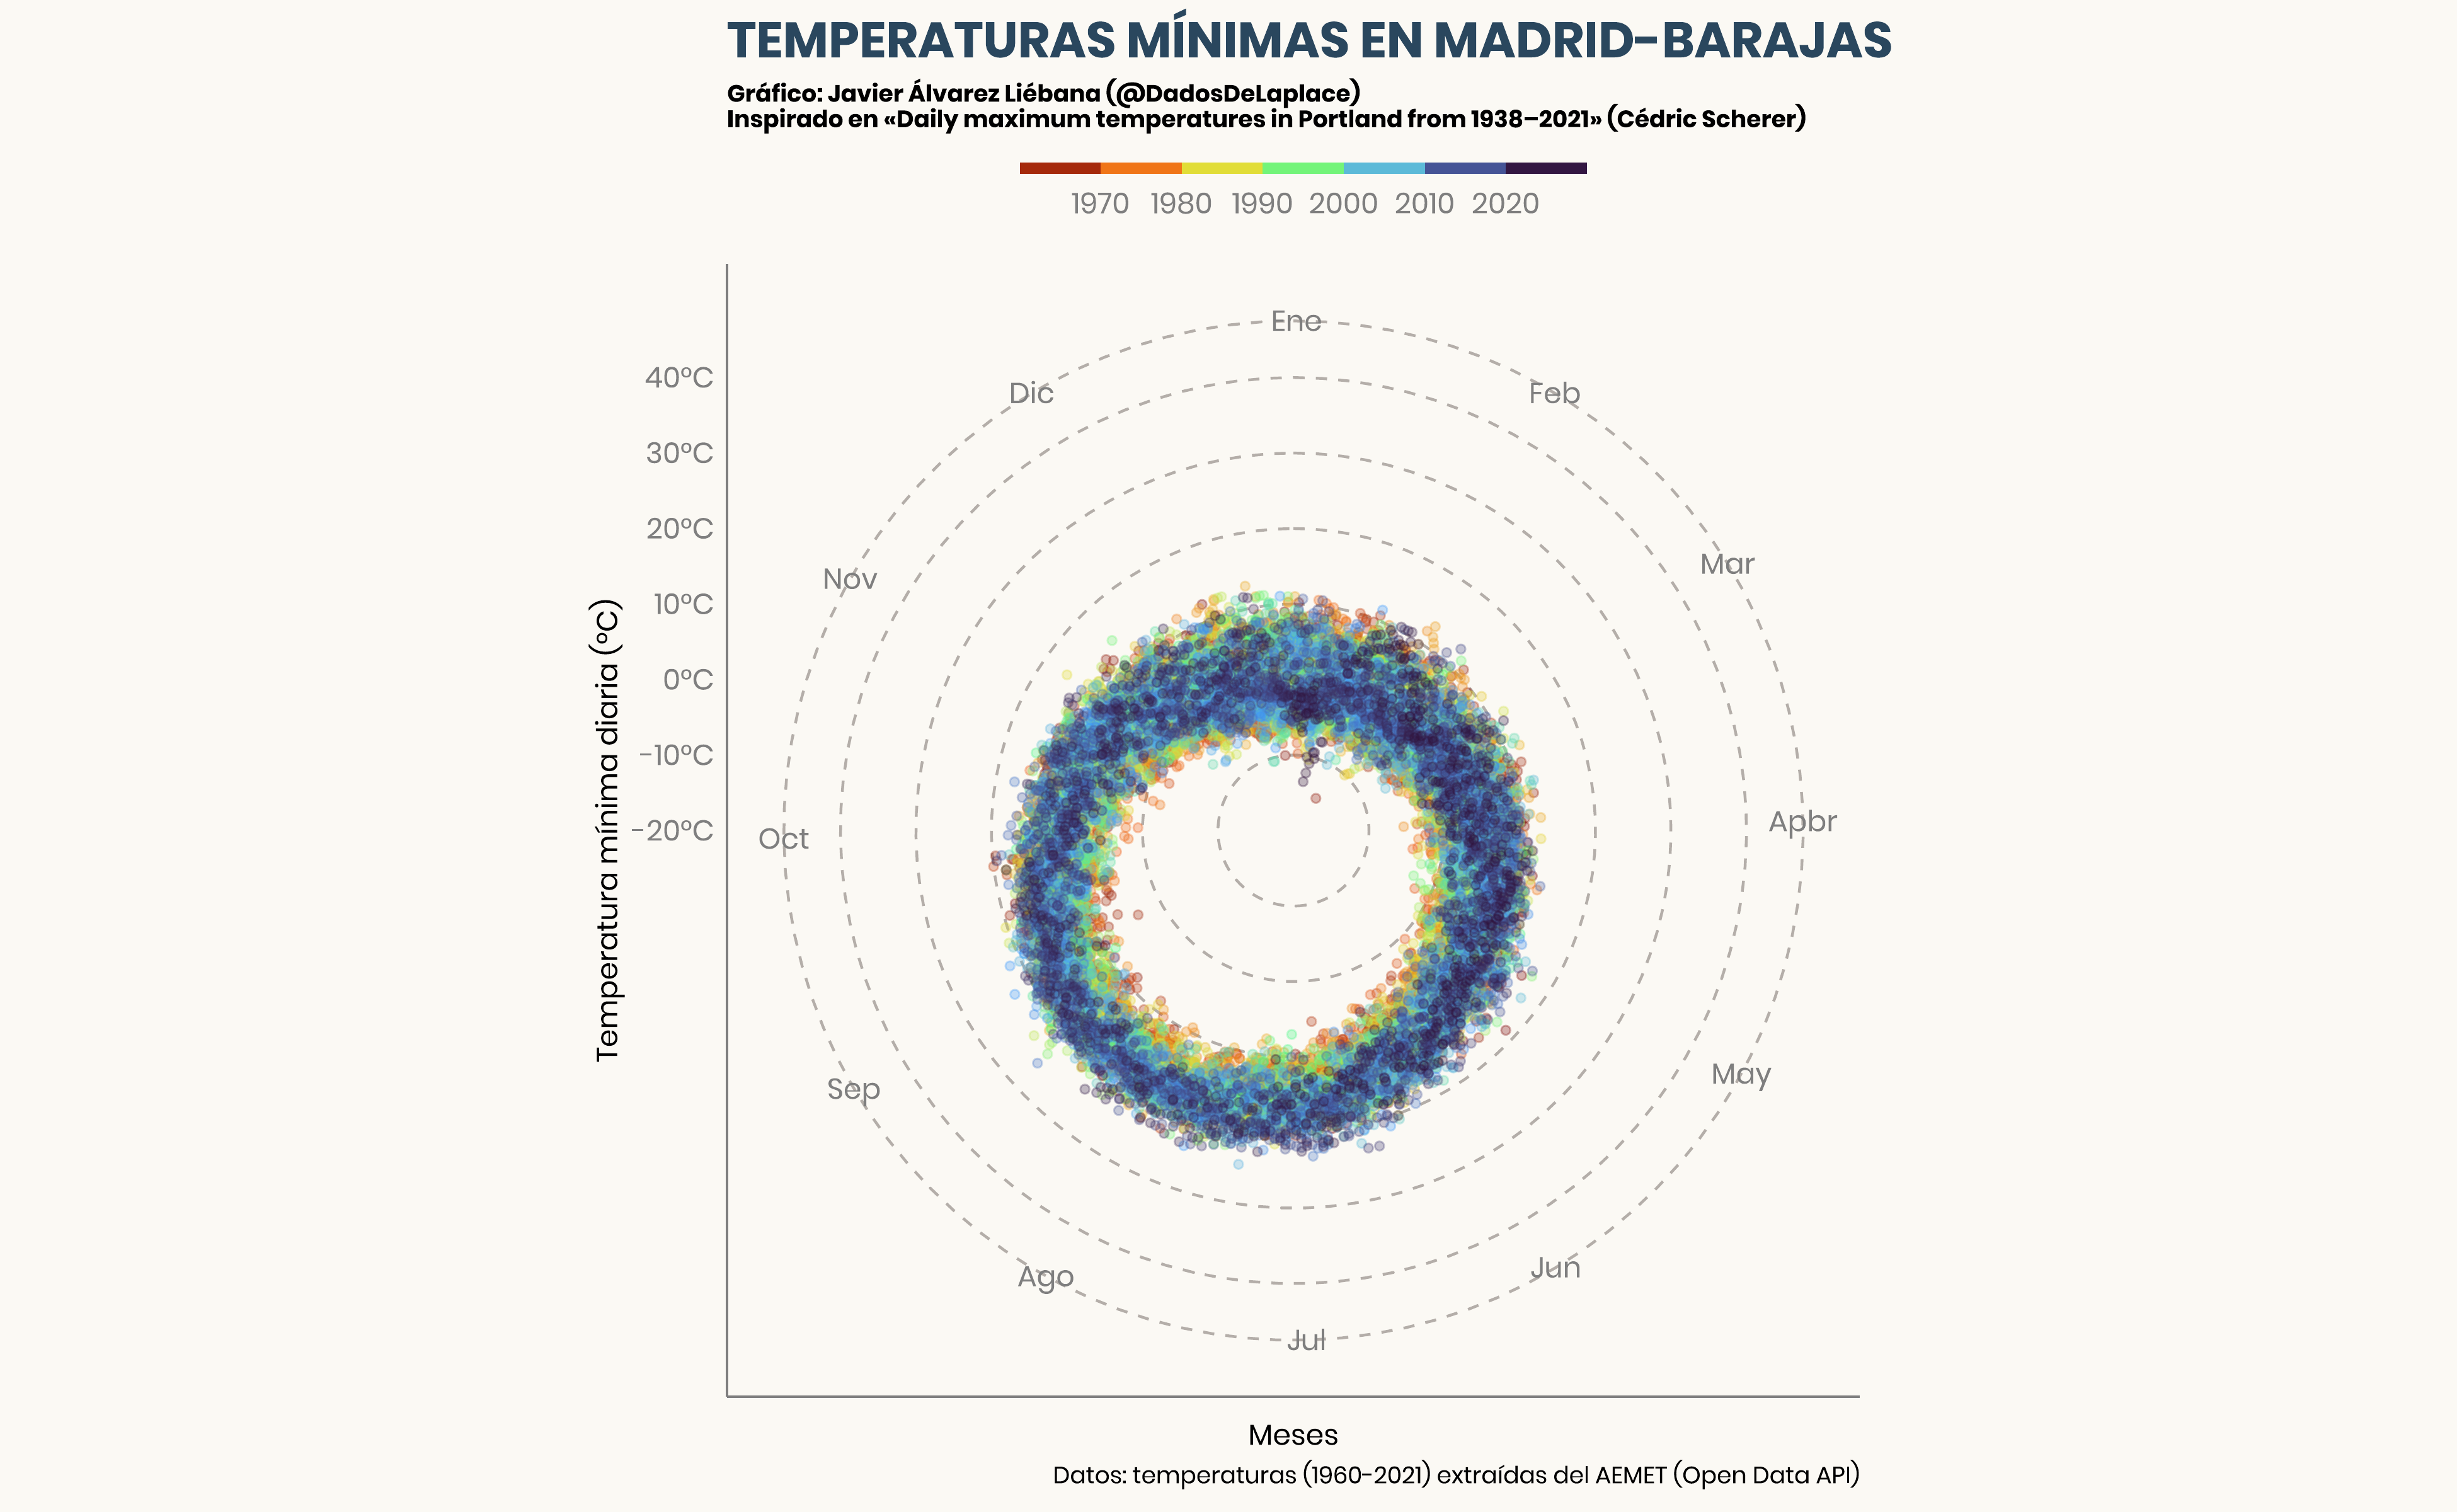 TEMPERATURAS MÍNIMAS EN MADRID-BARAJAS
Gráfico: Javier Álvarez Liébana (@DadosDeLaplace)
Inspirado en «Daily maximum temperatures in Portland from 1938–2021» (Cédric Scherer)
1970 1980 1990 2000 2010 2020
Ene
40ºC
Dic
Feb
30ºC
20ºC
Mar
Nov
10ºC
0ºC
-10ºC
Apbr
-20ºC
Oct
Temperatura mínima diaria (ºC)
May
Sep
Jun
Ago
Jul
Meses
Datos: temperaturas (1960-2021) extraídas del AEMET (Open Data API)